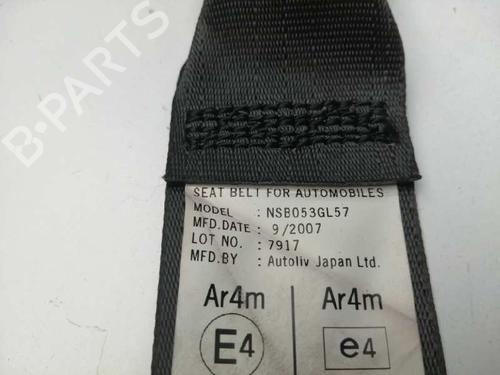 B-PARTS
SEAT BELT FOR AUTOMOBILES
MODEL : NSB053GL57
MFD.DATE : 9/2007
LOT NO. : 7917
MFD.BY : Autoliv Japan Ltd.
Ar4m Ar4m
E4 e4